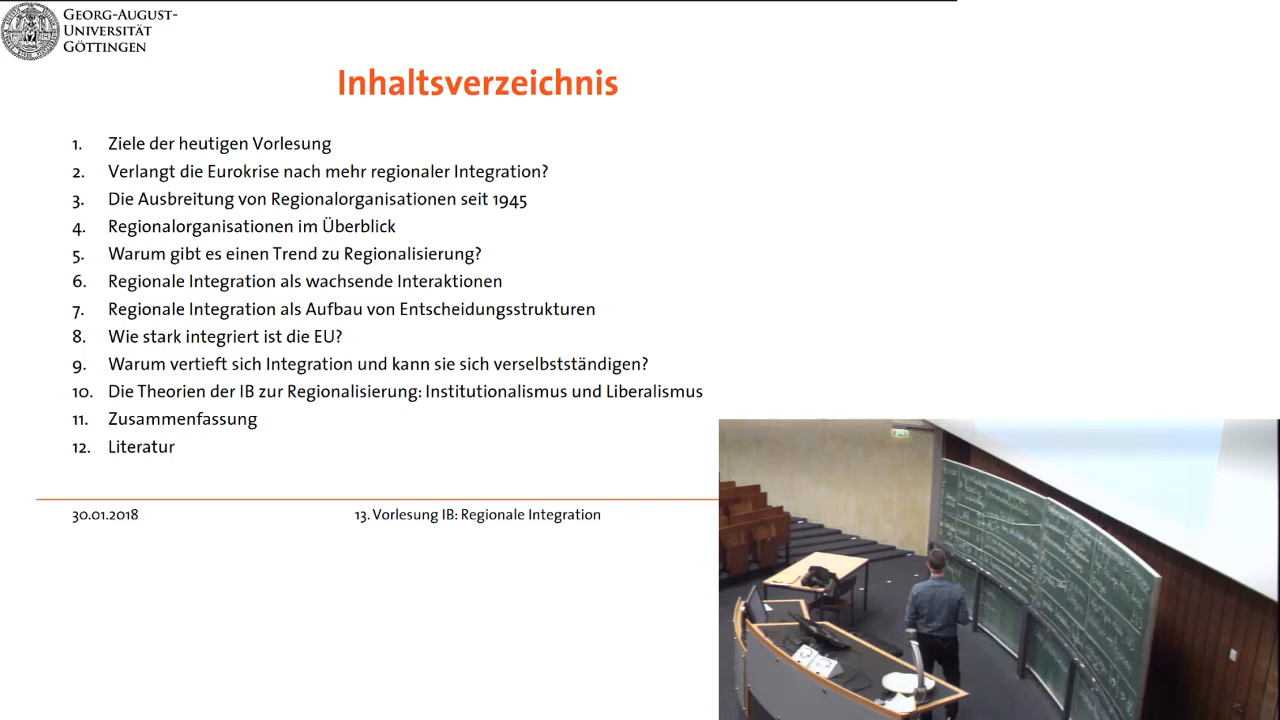 GEORG-AUGUST-
UNIVERSITÄT
GÖTTINGEN
Inhaltsverzeichnis
1. Ziele der heutigen Vorlesung
2. Verlangt die Eurokrise nach mehr regionaler Integration?
3. Die Ausbreitung von Regionalorganisationen seit 1945
4. Regionalorganisationen im Überblick
5. Warum gibt es einen Trend zu Regionalisierung?
6. Regionale Integration als wachsende Interaktionen
7. Regionale Integration als Aufbau von Entscheidungsstrukturen
8. Wie stark integriert ist die EU?
9. Warum vertieft sich Integration und kann sie sich verselbstständigen?
10. Die Theorien der IB zur Regionalisierung: Institutionalismus und Liberalismus
11. Zusammenfassung
12. Literatur
30.01.2018 13. Vorlesung IB: Regionale Integration